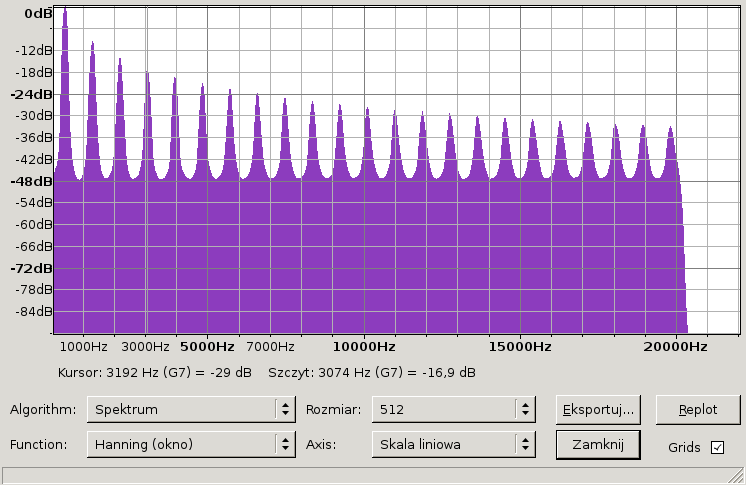 0dB
-12dB
-18dB
-24dB
-30dB
-36dB
-42dB
-48dB
-54dB
-60dB
-66dB
-72dB
-78dB
-84dB
1000Hz 3000Hz 5000Hz 7000Hz 10000Hz 15000Hz 20000Hz
Kursor: 3192 Hz (G7) = -29 dB Szczyt: 3074 Hz (G7) = -16,9 dB
Algorithm: Spektrum Rozmiar: 512 Eksportuj... Replot
Function: Hanning (okno) Axis: Skala liniowa Zamknij Grids